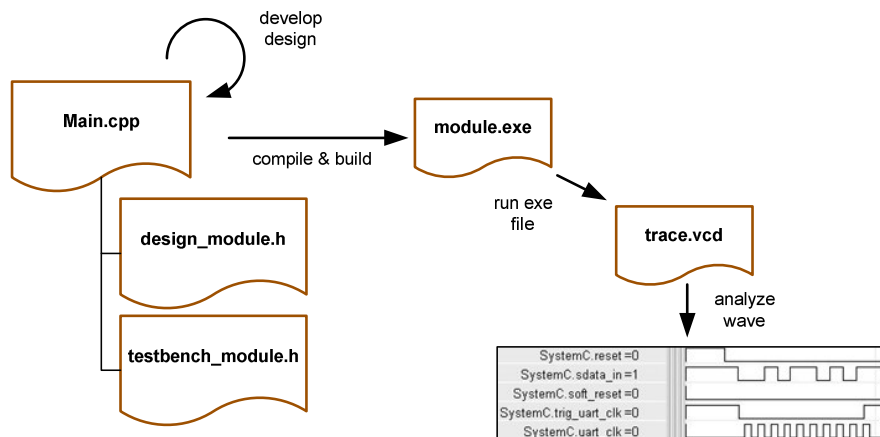 develop
design
Main.cpp
compile & build
module.exe
design_module.h
run exe
file
trace.vcd
testbench_module.h
analyze
wave
SystemC.reset =0
SystemC.sdata_in =1
SystemC.soft_reset =0
SystemC.trig_uart_clk =0
SystemC.uart_clk =0